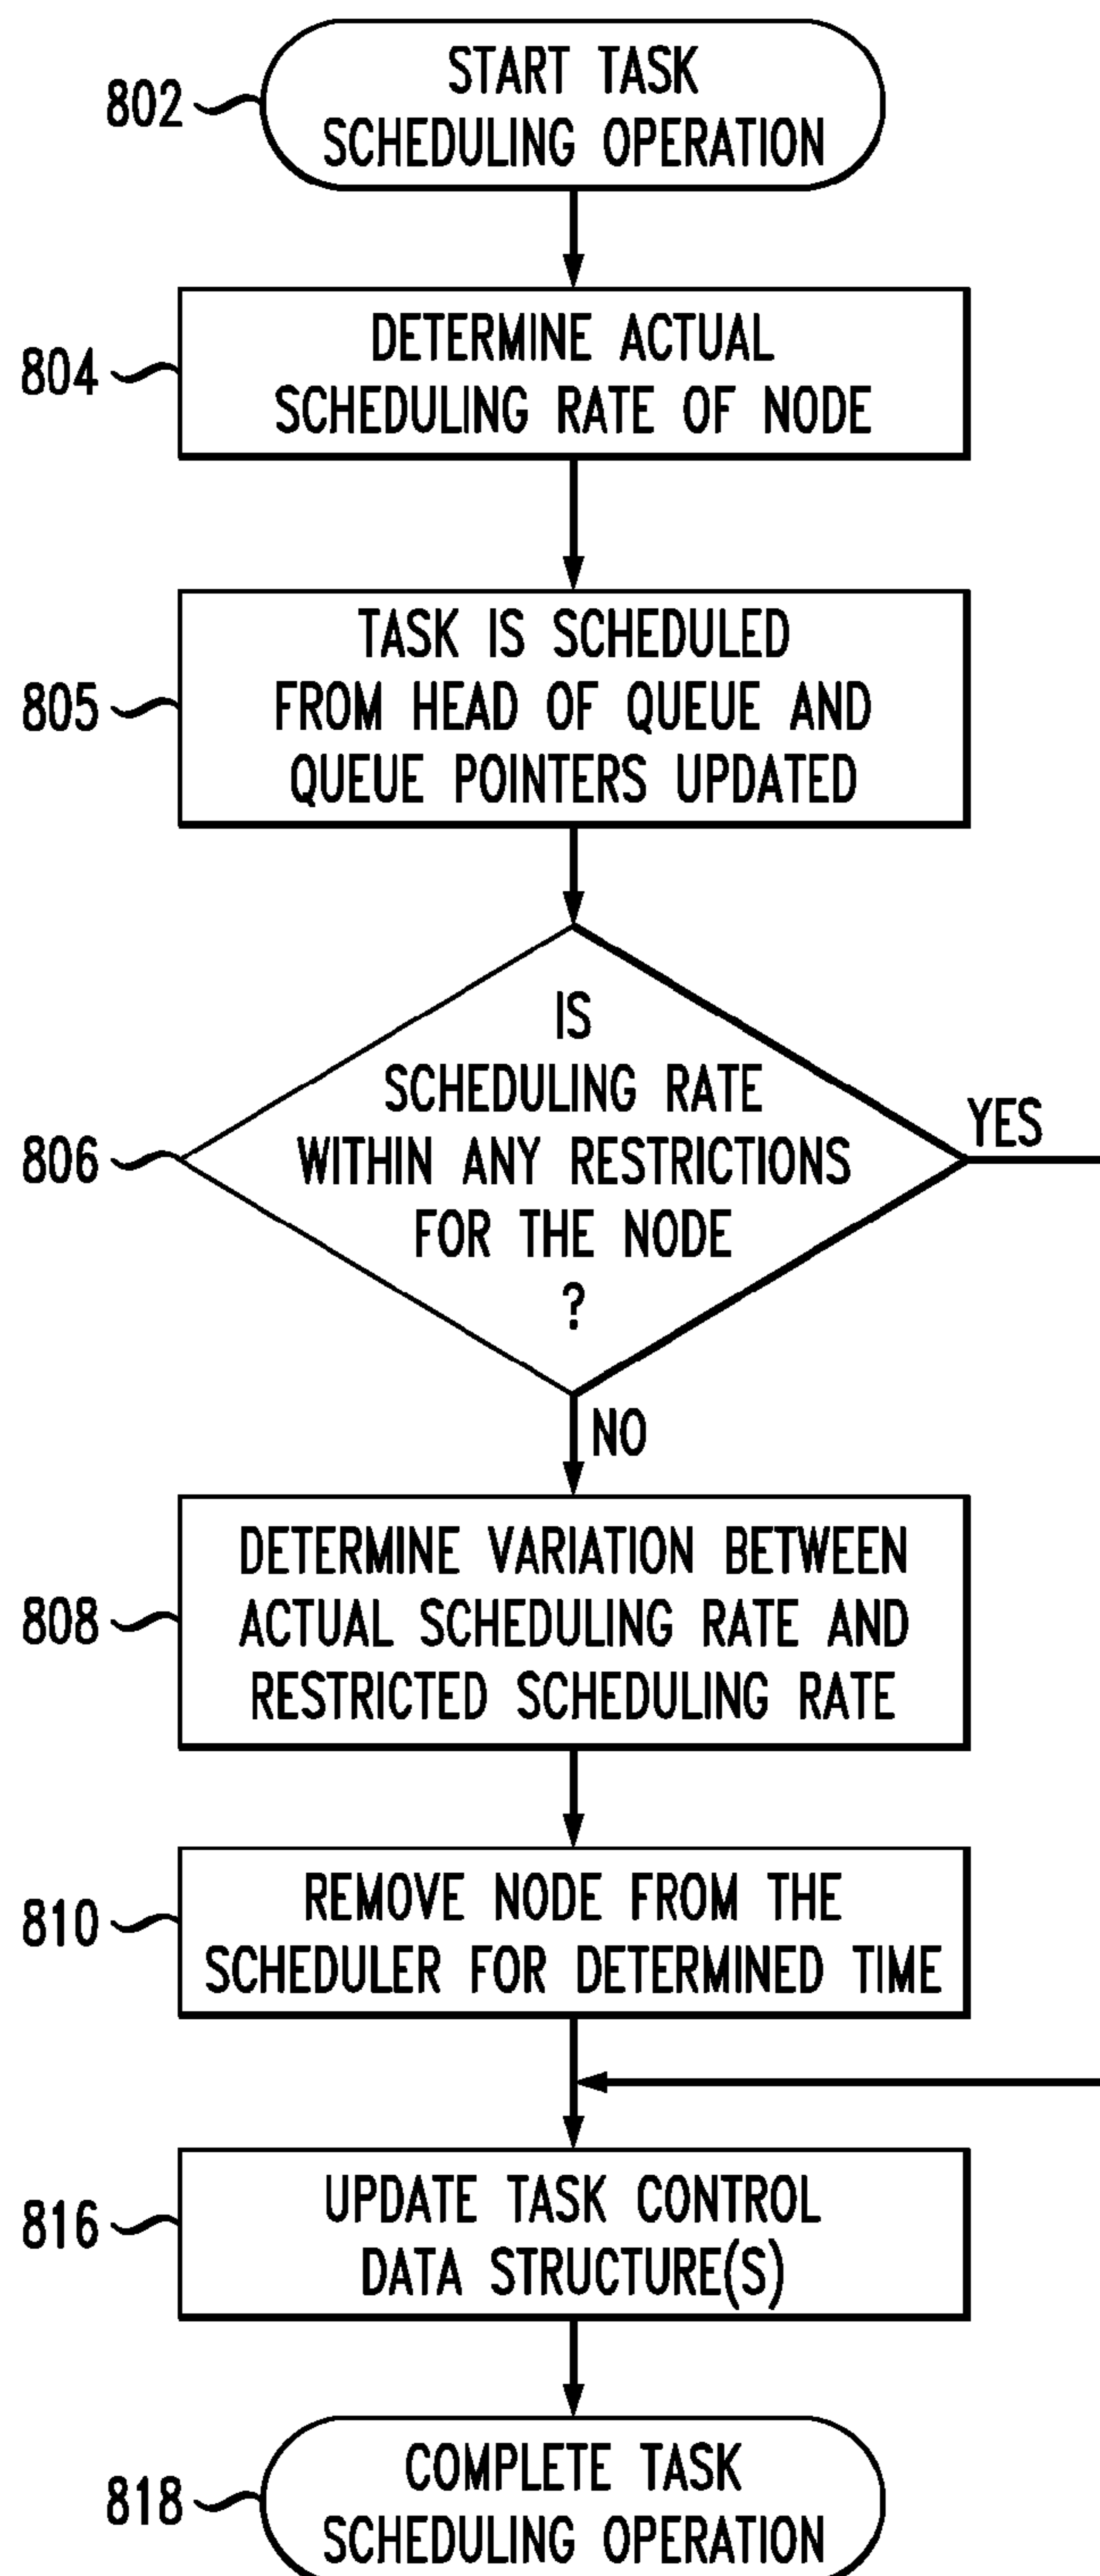 802
START TASK
SCHEDULING OPERATION
804
DETERMINE ACTUAL
SCHEDULING RATE OF NODE
805
TASK IS SCHEDULED
FROM HEAD OF QUEUE AND
QUEUE POINTERS UPDATED
806
IS
SCHEDULING RATE
WITHIN ANY RESTRICTIONS
FOR THE NODE
?
YES
NO
808
DETERMINE VARIATION BETWEEN
ACTUAL SCHEDULING RATE AND
RESTRICTED SCHEDULING RATE
810
REMOVE NODE FROM THE
SCHEDULER FOR DETERMINED TIME
816
UPDATE TASK CONTROL
DATA STRUCTURE(S)
818
COMPLETE TASK
SCHEDULING OPERATION